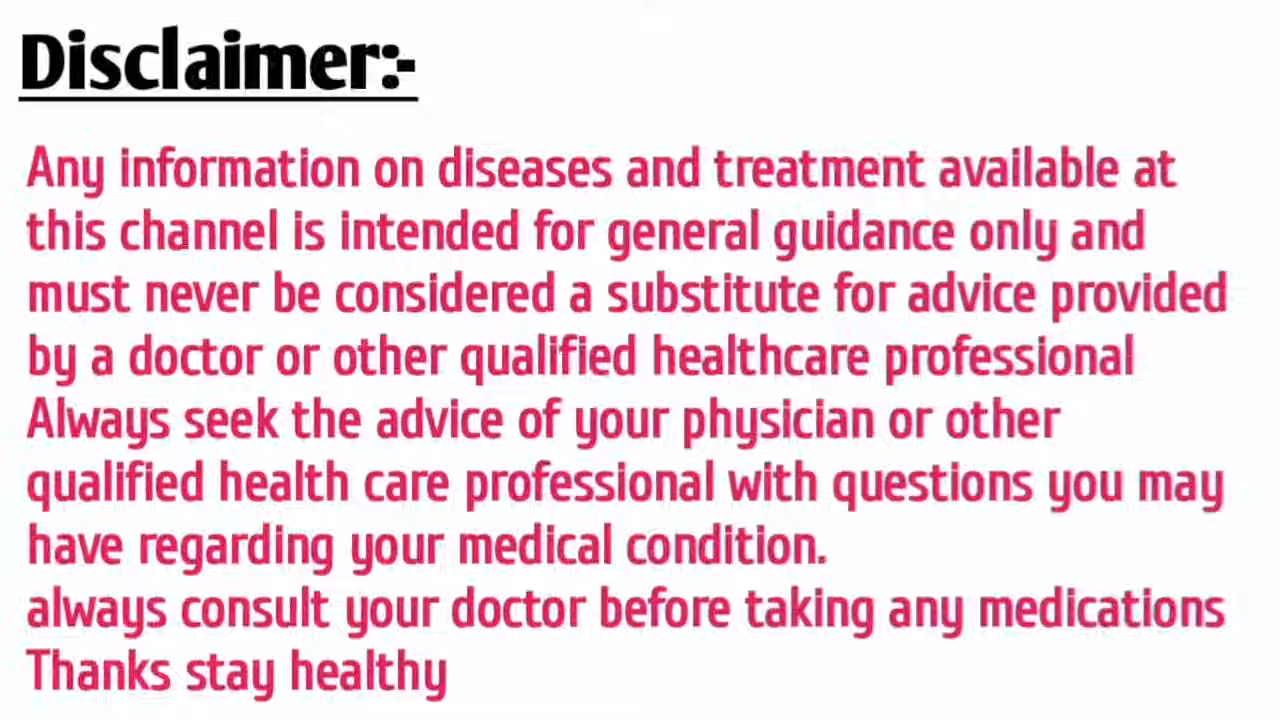 Disclaimer:-
Any information on diseases and treatment available at
this channel is intended for general guidance only and
must never be considered a substitute for advice provided
by a doctor or other qualified healthcare professional
Always seek the advice of your physician or other
qualified health care professional with questions you may
have regarding your medical condition.
always consult your doctor before taking any medications
Thanks stay healthy